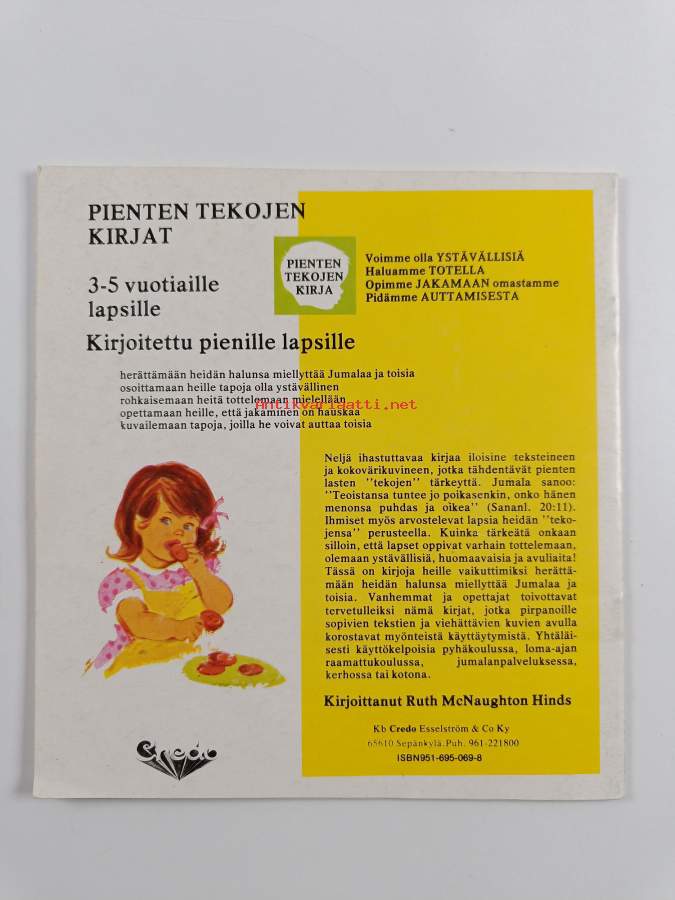 PIENTEN TEKOJEN
KIRJAT
3-5 vuotiaille
lapsille
PIENTEN
TEKOJEN
KIRJA
Voimme olla YSTÄVÄLLISIÄ
Haluamme TOTELLA
Opimme JAKAMAAN omastamme
Pidämme AUTTAMISESTA
Kirjoitettu pienille lapsille
herättämään heidän halunsa miellyttää Jumalaa ja toisia
osoittamaan heille tapoja olla ystävällinen
rohkaisemaan heitä tottelemaan mielellään
opettamaan heille, että jakaminen on hauskaa
kuvailemaan tapoja, joilla he voivat auttaa toisia
Antikvariaatti.net
Neljä ihastuttavaa kirjaa iloisine teksteineen
ja kokovärikuvineen, jotka tähdentävät pienten
lasten "tekojen" tärkeyttä. Jumala sanoo:
"Teoistansa tuntee jo poikasenkin, onko hänen
menonsa puhdas ja oikea" (Sananl. 20:11).
Ihmiset myös arvostelevat lapsia heidän "teko-
jensa" perusteella. Kuinka tärkeätä onkaan
silloin, että lapset oppivat varhain tottelemaan,
olemaan ystävällisiä, huomaavaisia ja avuliaita!
Tässä on kirjoja heille vaikuttimiksi herättä-
mään heidän halunsa miellyttää Jumalaa ja
toisia. Vanhemmat ja opettajat toivottavat
tervetulleiksi nämä kirjat, jotka pirpanoille
sopivien tekstien ja viehättävien kuvien avulla
korostavat myönteistä käyttäytymistä. Yhtäläi-
sesti käyttökelpoisia pyhäkoulussa, loma-ajan
raamattukoulussa, jumalanpalveluksessa,
kerhossa tai kotona.
Kirjoittanut Ruth McNaughton Hinds
Kb Credo Esselström & Co Ky
65610 Sepänkylä. Puh. 961-221800
ISBN951-695-069-8
Credo